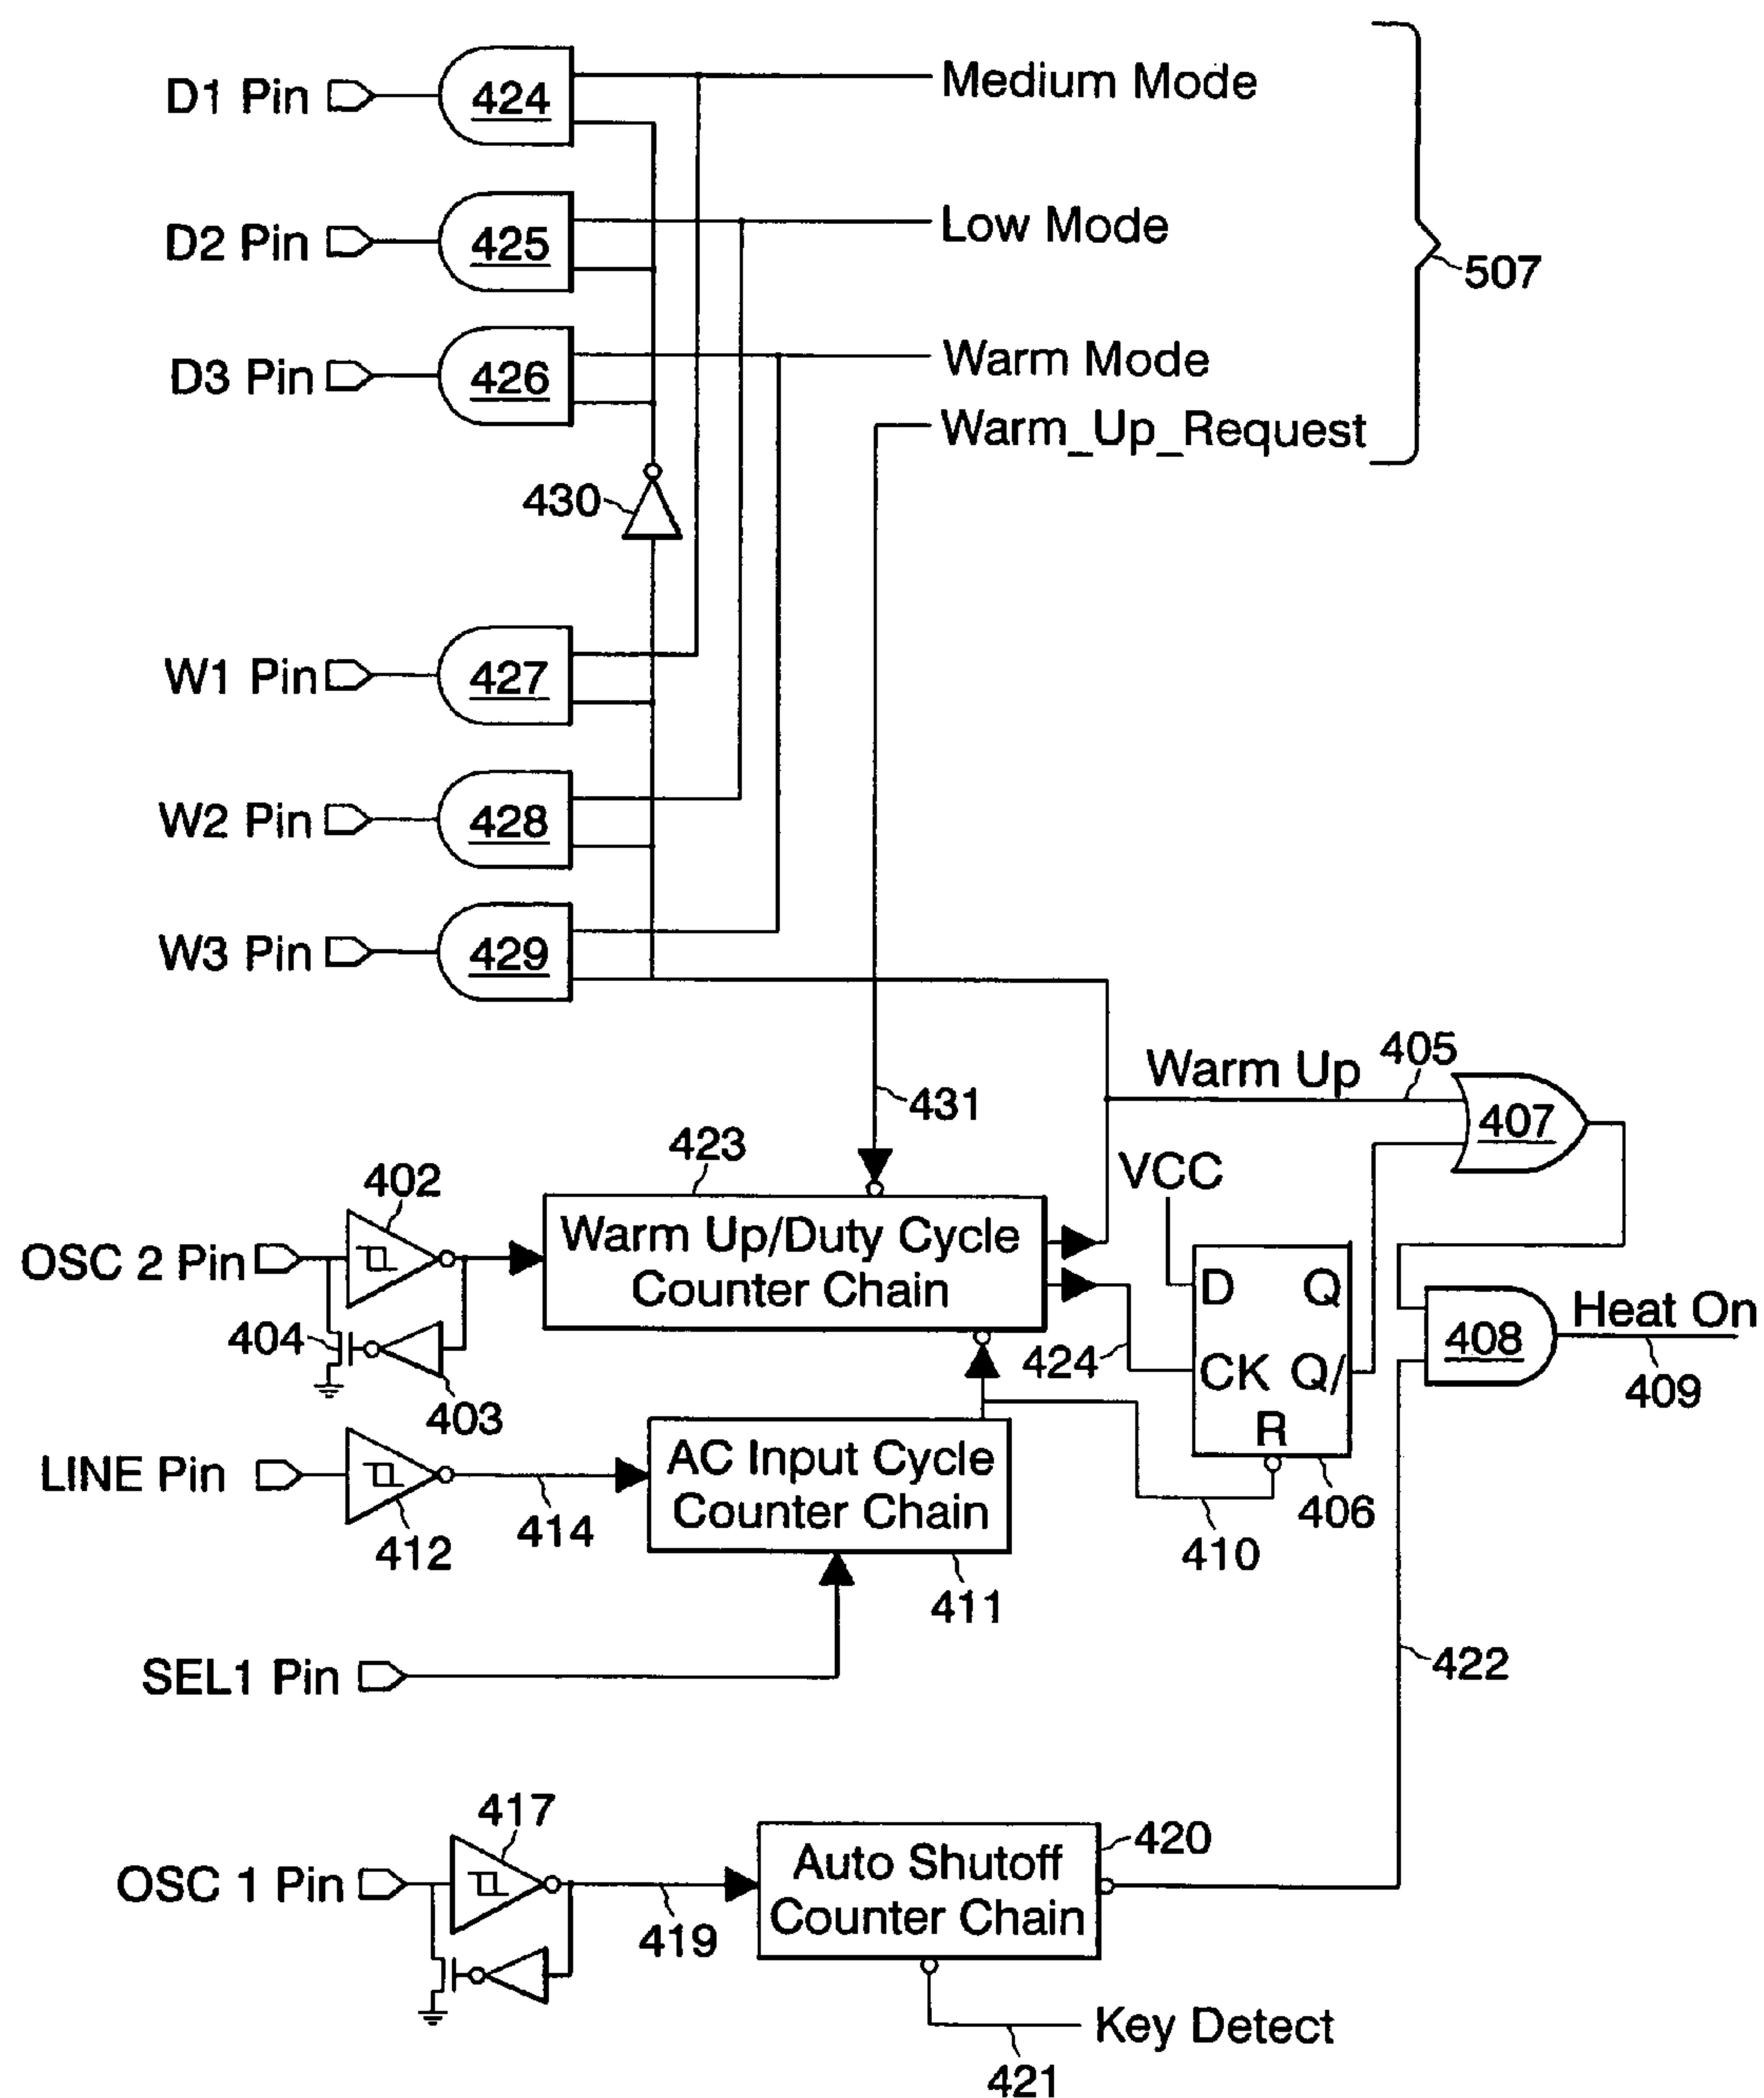 D1 Pin
424
Medium Mode
D2 Pin
425
Low Mode
507
D3 Pin
426
Warm Mode
Warm_Up_Request
430
W1 Pin
427
W2 Pin
428
W3 Pin
429
Warm Up
405
431
407
423
VCC
402
OSC 2 Pin
Warm Up/Duty Cycle
Counter Chain
D
Q
Heat On
404
424
CK
Q/
408
409
403
R
LINE Pin
AC Input Cycle
Counter Chain
406
412
414
410
411
SEL1 Pin
422
417
420
OSC 1 Pin
Auto Shutoff
Counter Chain
419
Key Detect
421